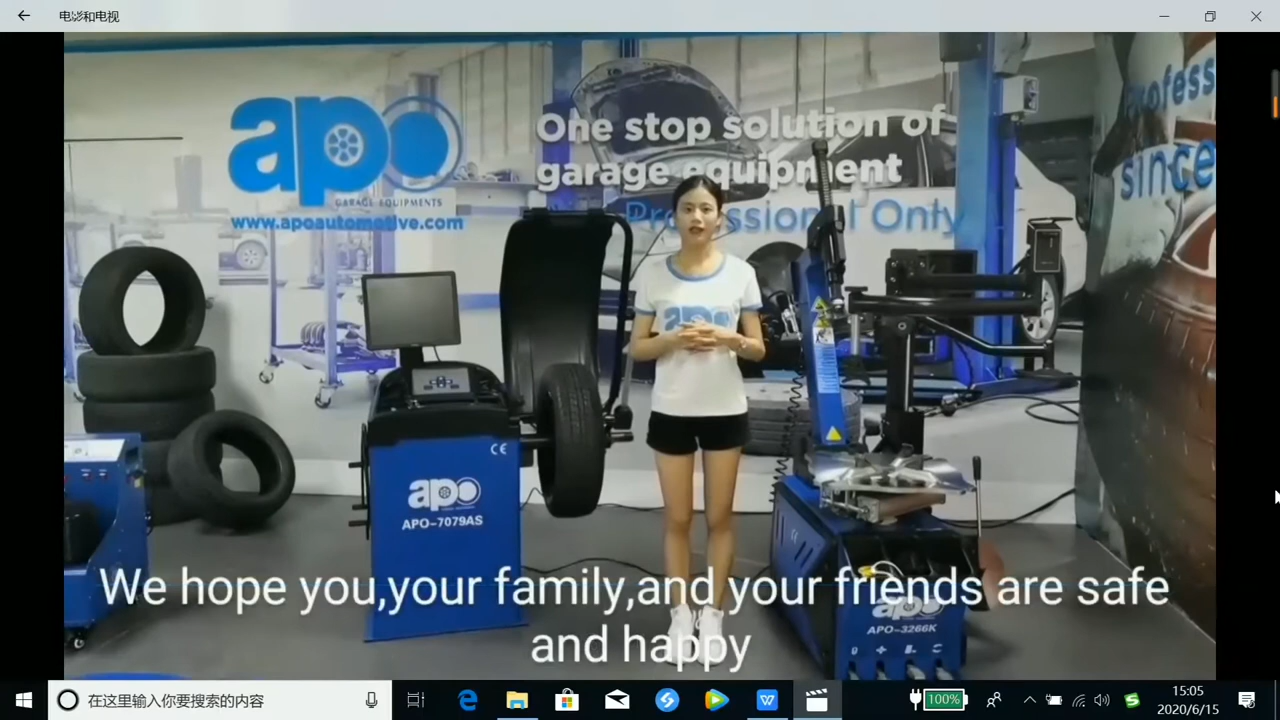 电影和电视
apo
GARAGE EQUIPMENTS
www.apoautomotive.com
One stop solution of
garage equipment
Professional Only
Profess
since
apo
CE
apo
APO-7079AS
apo
APO-3266K
We hope you,your family,and your friends are safe
and happy
在这里输入你要搜索的内容
100%
15:05
2020/6/15